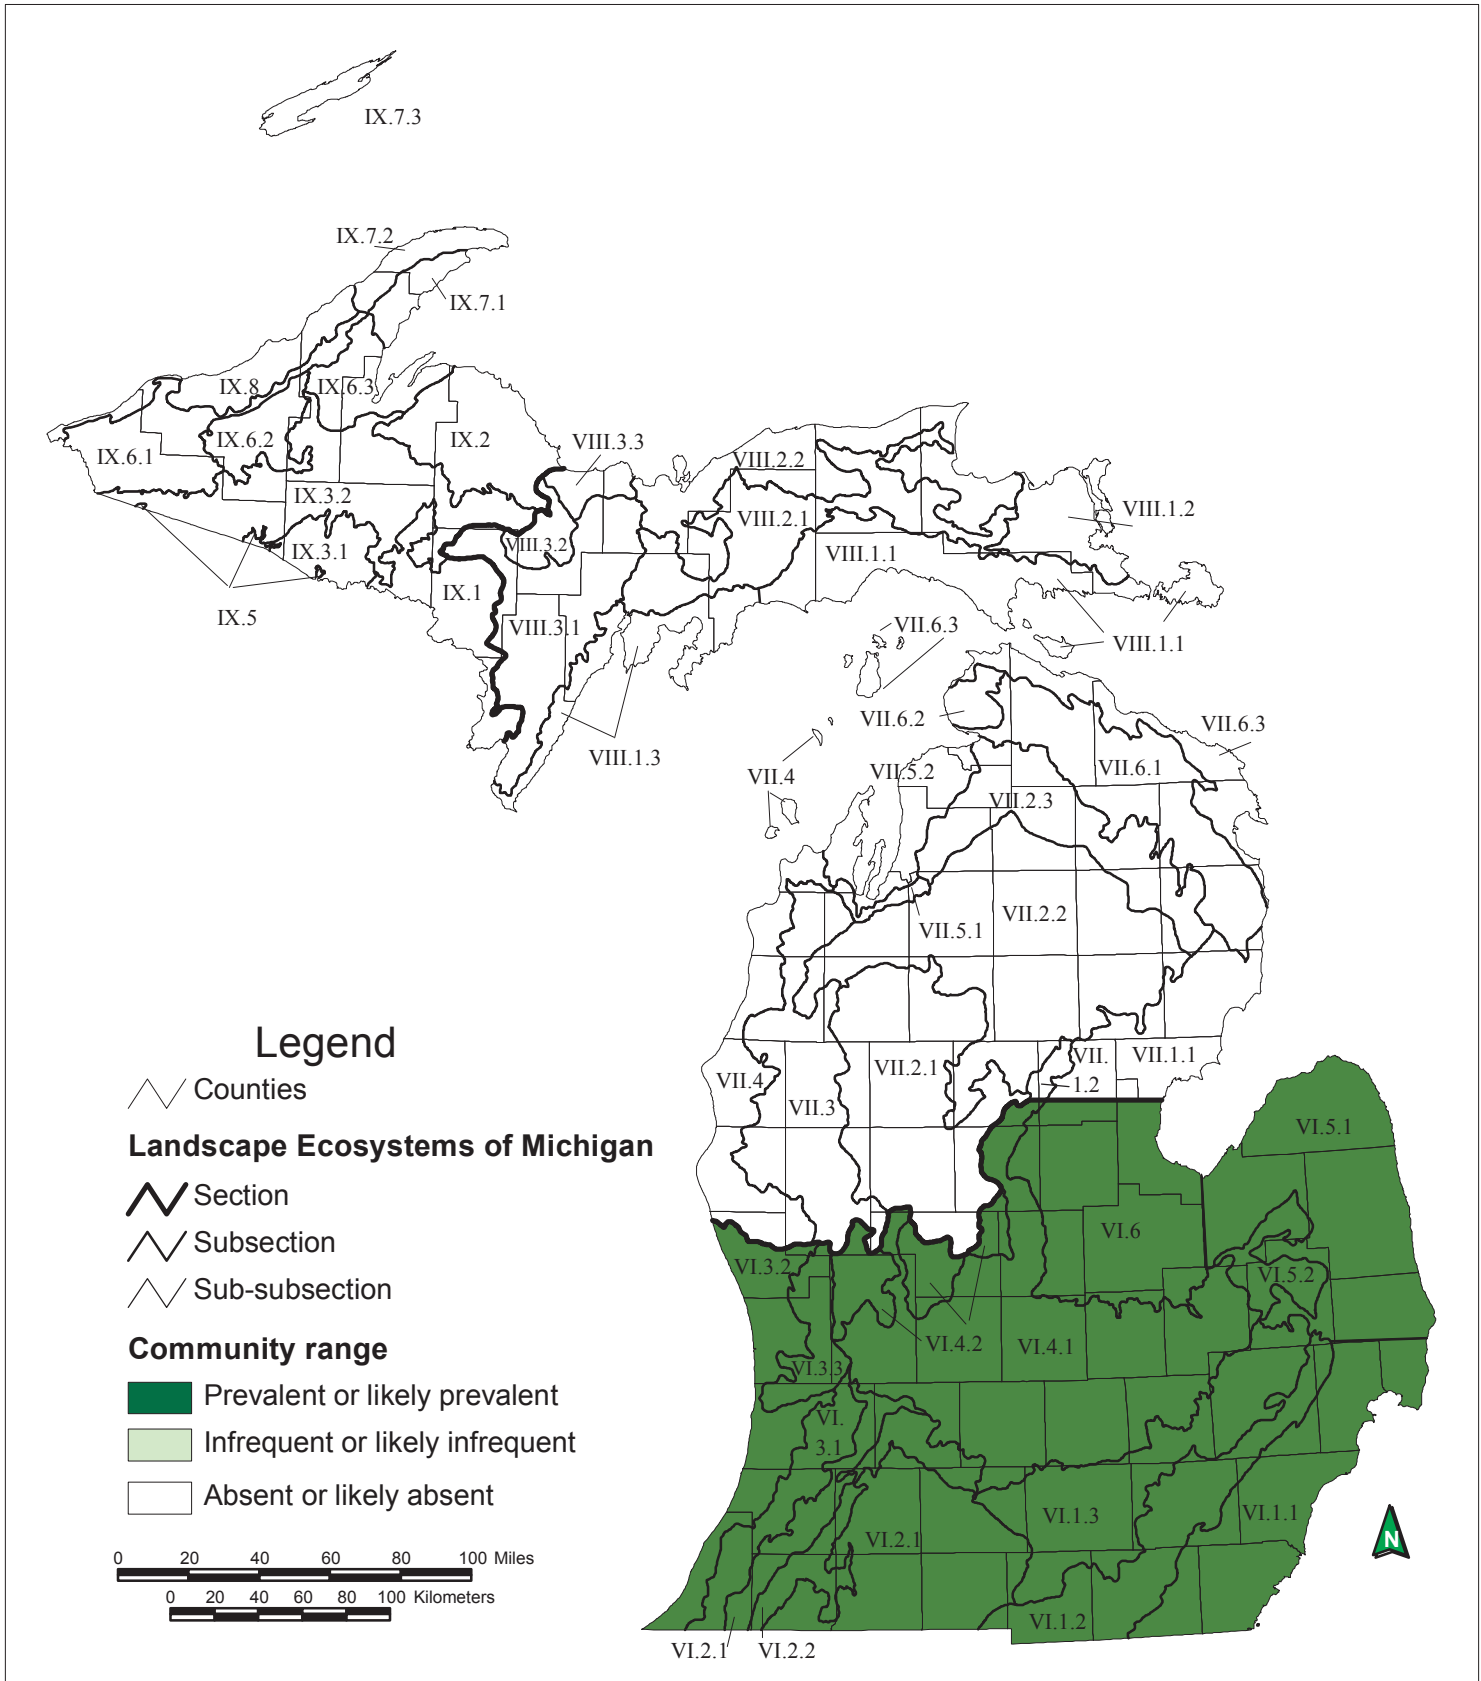 IX.7.3
IX.7.2
IX.7.1
IX.8
IX.6.3
IX.6.2
IX.6.1
IX.2
VIII.3.3
VIII.2.2
VIII.2.1
VIII.1.2
IX.3.2
IX.3.1
VIII.3.2
VIII.1.1
IX.1
IX.5
VIII.3.1
VII.6.3
VIII.1.1
VII.6.2
VII.6.3
VIII.1.3
VII.4
VII.5.2
VII.6.1
VII.2.3
VII.5.1
VII.2.2
VII.4
VII.3
VII.2.1
VII.
1.2
VII.1.1
VI.5.1
VI.6
VI.3.2
VI.5.2
VI.4.2
VI.4.1
VI.3.3
VI.
3.1
VI.2.1
VI.1.3
VI.1.1
VI.1.2
VI.2.1
VI.2.2
Legend
Counties
Landscape Ecosystems of Michigan
Section
Subsection
Sub-subsection
Community range
Prevalent or likely prevalent
Infrequent or likely infrequent
Absent or likely absent
0 20 40 60 80 100 Miles
0 20 40 60 80 100 Kilometers
N